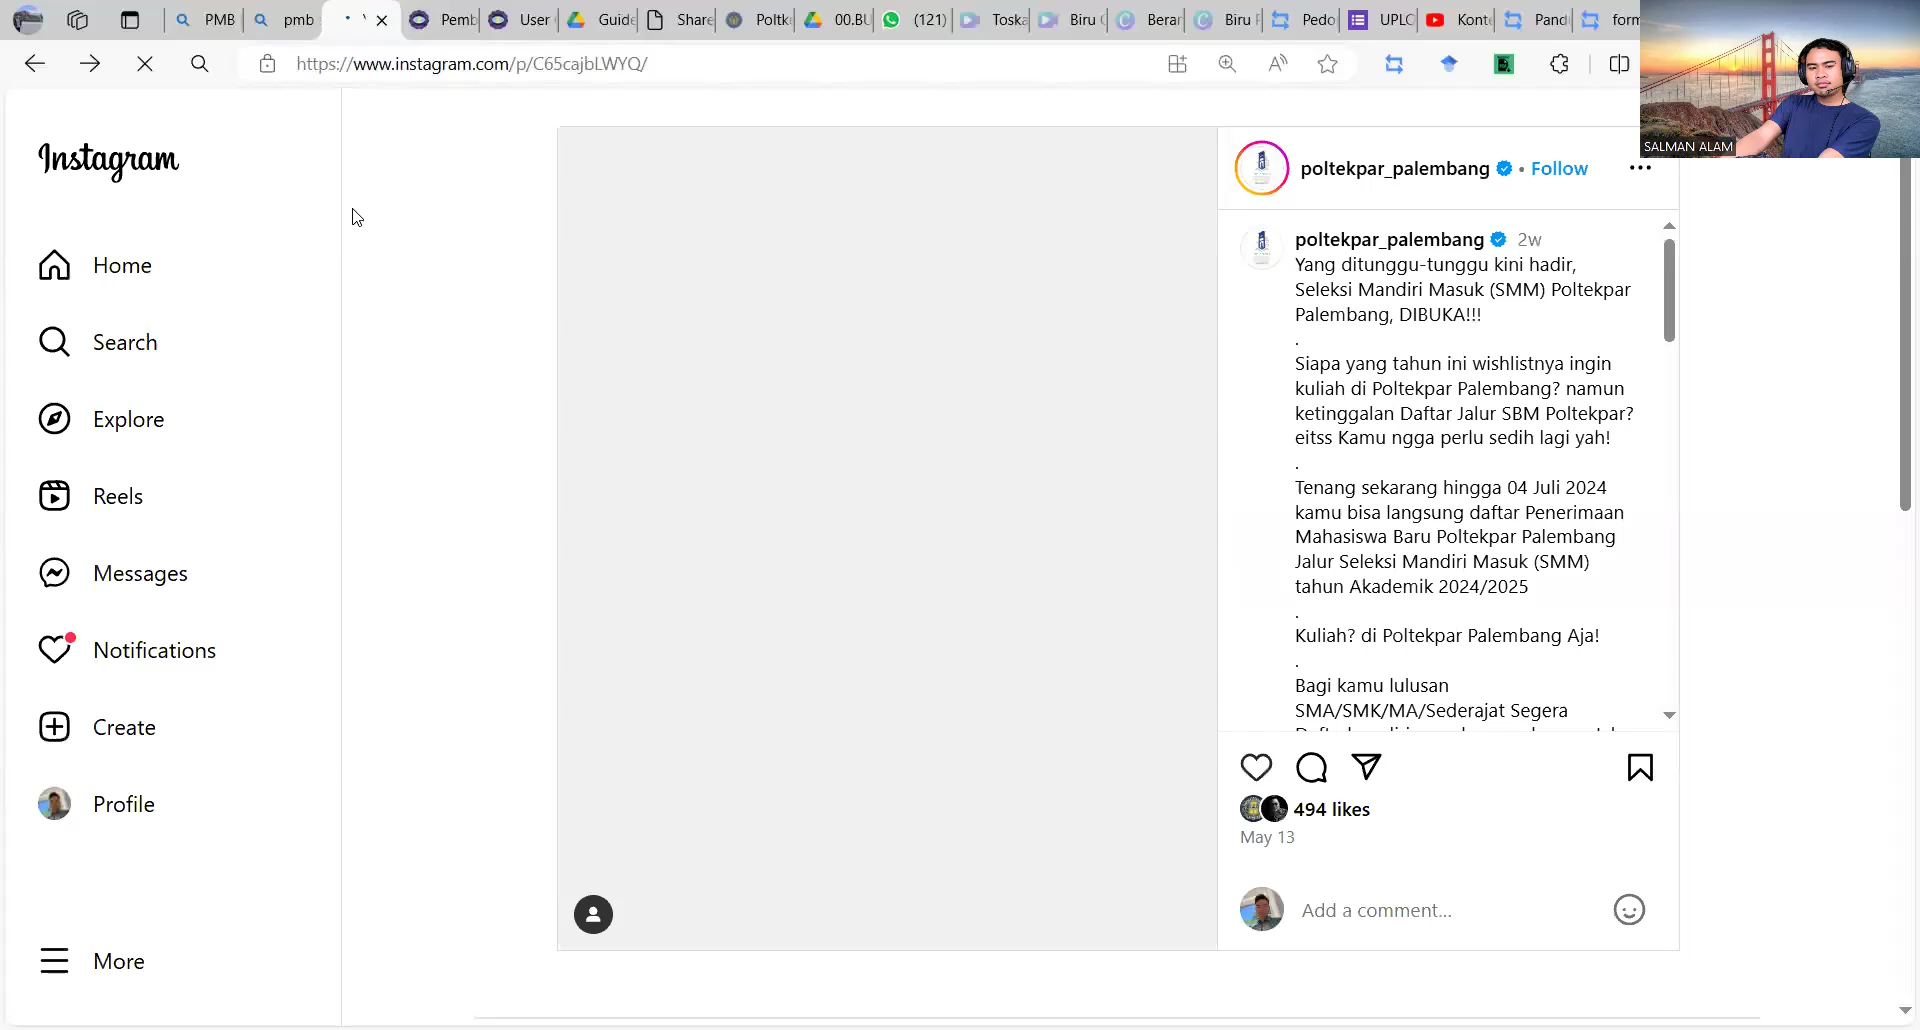 PMB
pmb
Pemb
User
Guide
Share
Poltk
00.BU
(121)
Toska
Biru
Berar
Biru
Pedo
UPLC
Kont
Pand
form
https://www.instagram.com/p/C65cajbLWYQ/
SALMAN ALAM
Instagram
Home
Search
Explore
Reels
Messages
Notifications
Create
Profile
More
poltekpar_palembang • Follow
poltekpar_palembang 2w
Yang ditunggu-tunggu kini hadir,
Seleksi Mandiri Masuk (SMM) Poltekpar
Palembang, DIBUKA!!!
.
Siapa yang tahun ini wishlistnya ingin
kuliah di Poltekpar Palembang? namun
ketinggalan Daftar Jalur SBM Poltekpar?
eitss Kamu ngga perlu sedih lagi yah!
.
Tenang sekarang hingga 04 Juli 2024
kamu bisa langsung daftar Penerimaan
Mahasiswa Baru Poltekpar Palembang
Jalur Seleksi Mandiri Masuk (SMM)
tahun Akademik 2024/2025
.
Kuliah? di Poltekpar Palembang Aja!
.
Bagi kamu lulusan
SMA/SMK/MA/Sederajat Segera
494 likes
May 13
Add a comment...